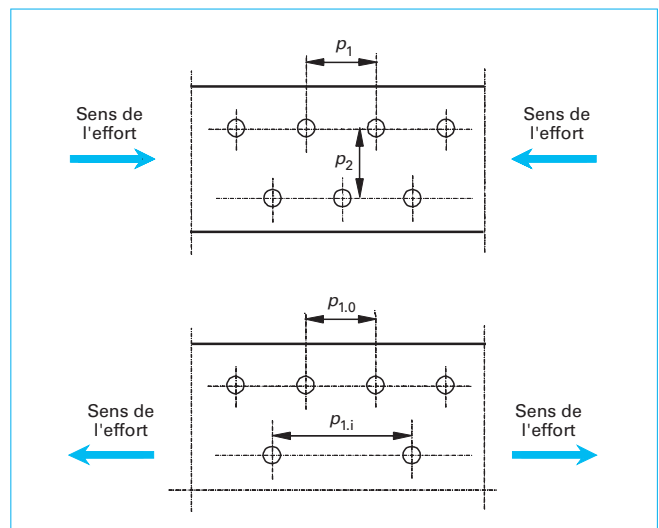 p1
Sens de
l'effort
Sens de
l'effort
p2
p1.0
Sens de
l'effort
p1.i
Sens de
l'effort